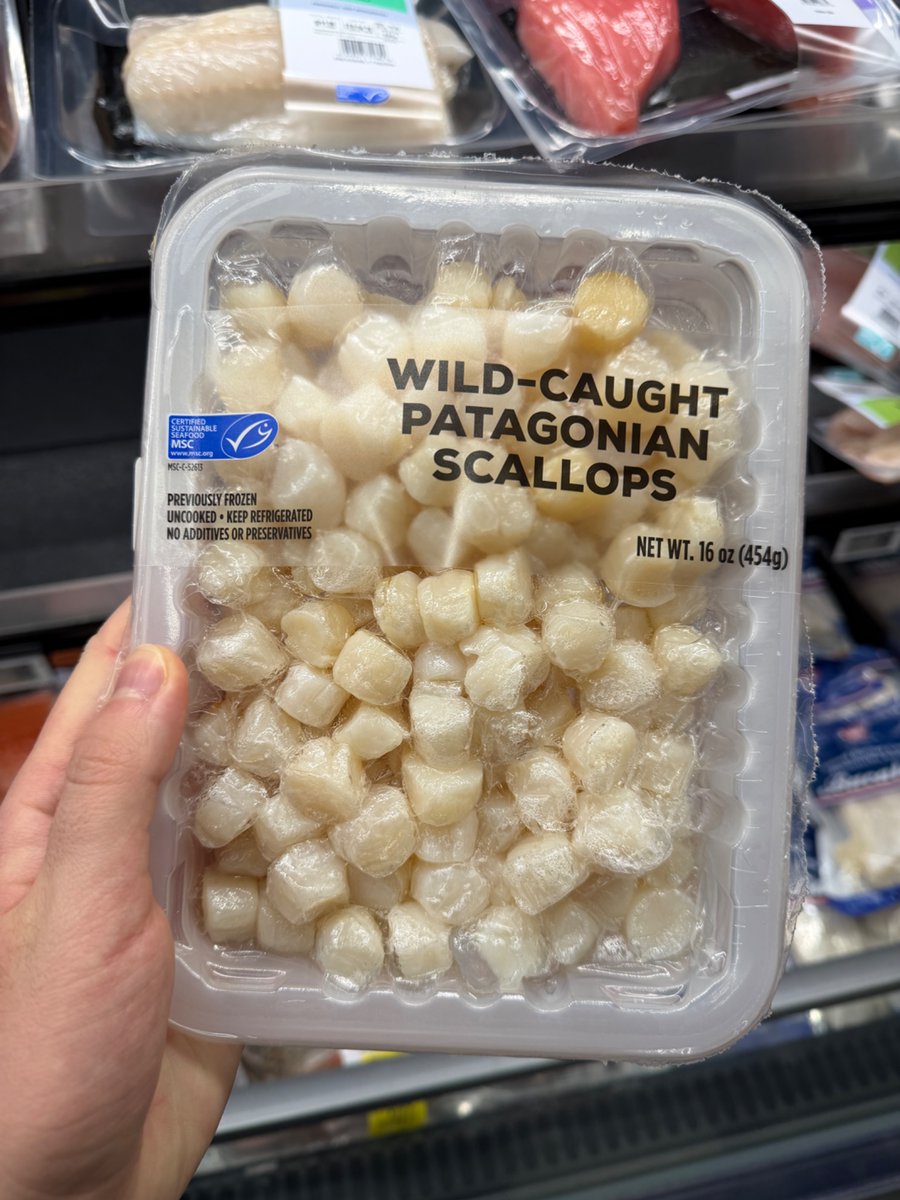 WILD-CAUGHT
PATAGONIAN
SCALLOPS
CERTIFIED
SUSTAINABLE
SEAFOOD
MSC
www.msc.org
MSC-C-52613
PREVIOUSLY FROZEN
UNCOOKED • KEEP REFRIGERATED
NO ADDITIVES OR PRESERVATIVES
NET WT. 16 oz (454g)